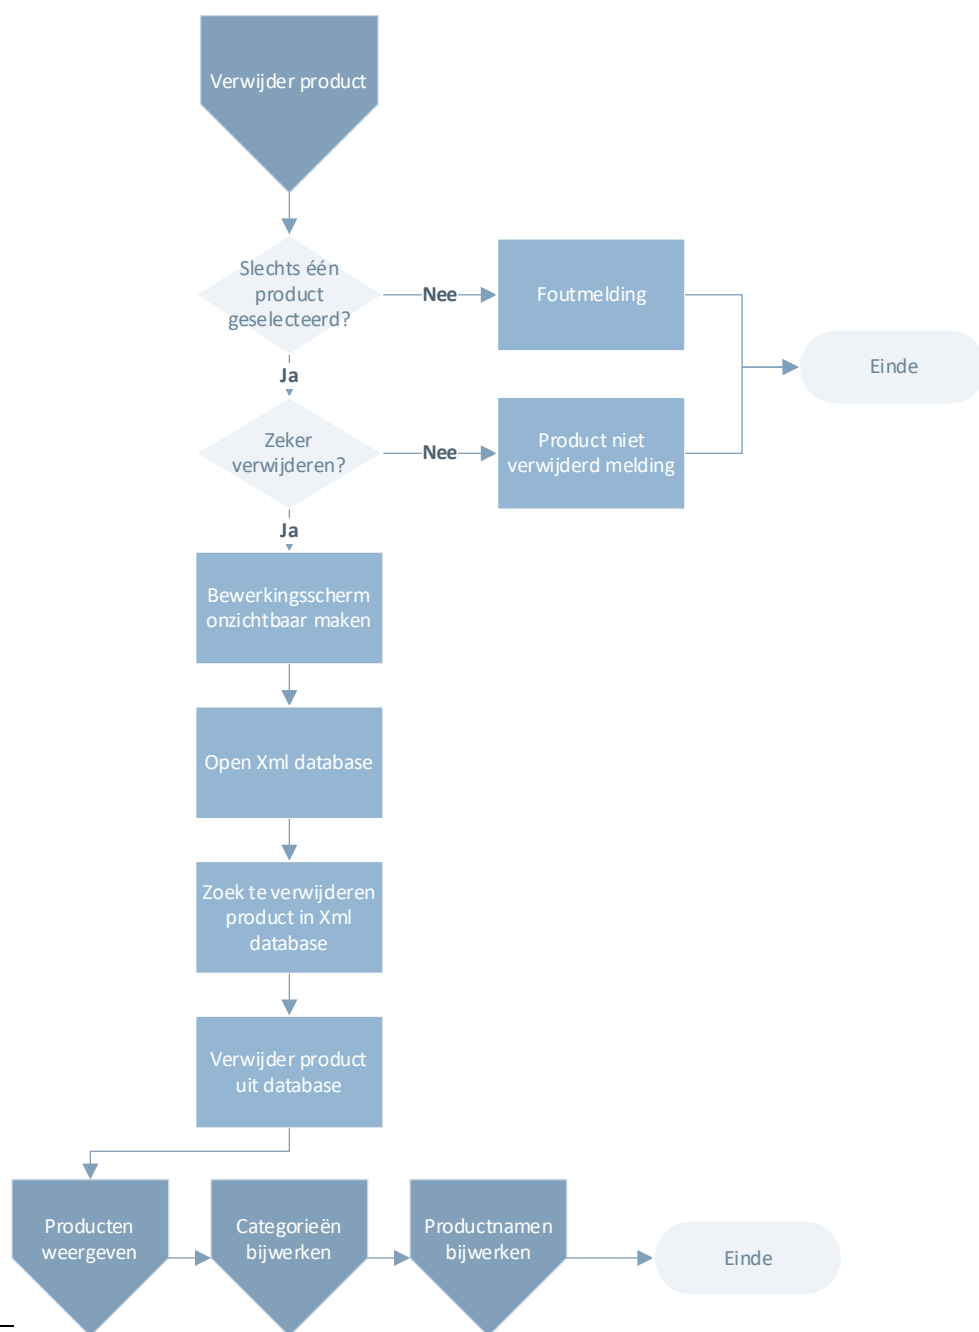 Verwijder product
Slechts één
product
geselecteerd?
Nee
Foutmelding
Einde
Ja
Zeker
verwijderen?
Nee
Product niet
verwijderd melding
Ja
Bewerkingsscherm
onzichtbaar maken
Open Xml database
Zoek te verwijderen
product in Xml
database
Verwijder product
uit database
Producten
weergeven
Categorieën
bijwerken
Productnamen
bijwerken
Einde